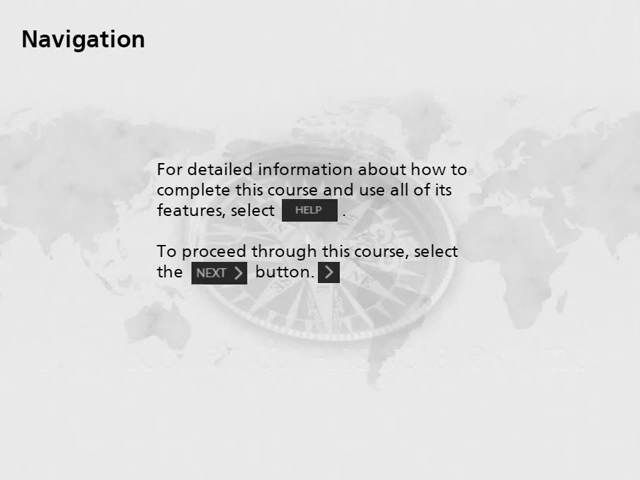 Navigation
For detailed information about how to
complete this course and use all of its
features, select HELP .
To proceed through this course, select
the NEXT > button. >